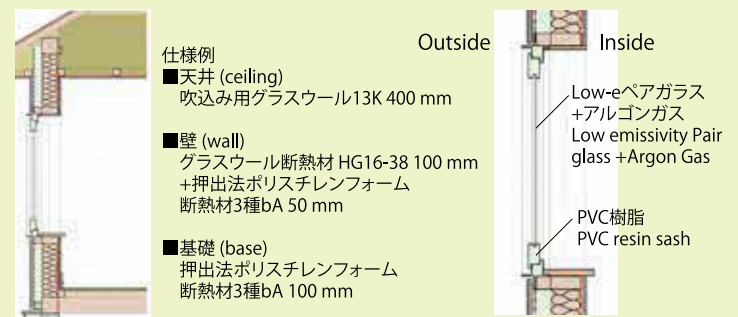 仕様例
■天井 (ceiling)
吹込み用グラスウール13K 400 mm
■壁 (wall)
グラスウール断熱材 HG16-38 100 mm
+押出法ポリスチレンフォーム
断熱材3種bA 50 mm
■基礎 (base)
押出法ポリスチレンフォーム
断熱材3種bA 100 mm
Outside
Inside
Low-eペアガラス
+アルゴンガス
Low emissivity Pair
glass +Argon Gas
PVC樹脂
PVC resin sash